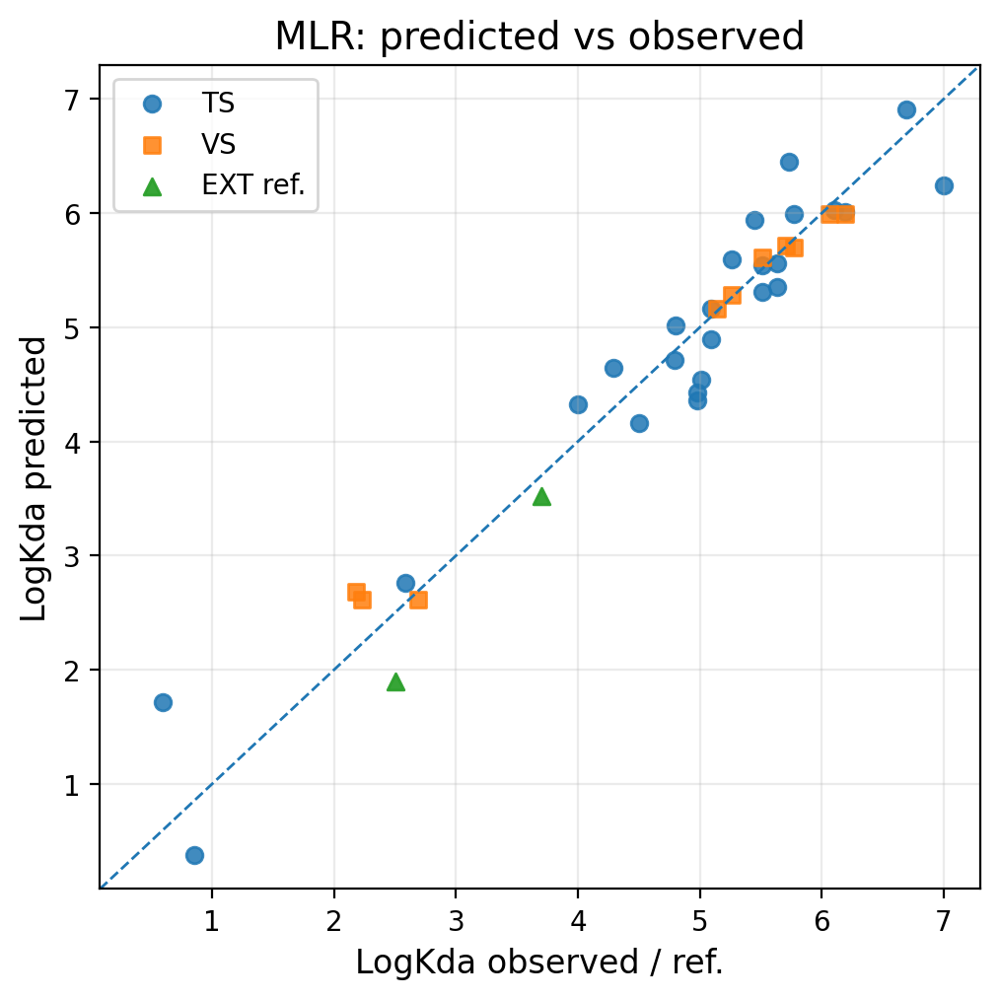 MLR: predicted vs observed
TS
VS
EXT ref.
LogKda predicted
7
6
5
4
3
2
1
1 2 3 4 5 6 7
LogKda observed / ref.